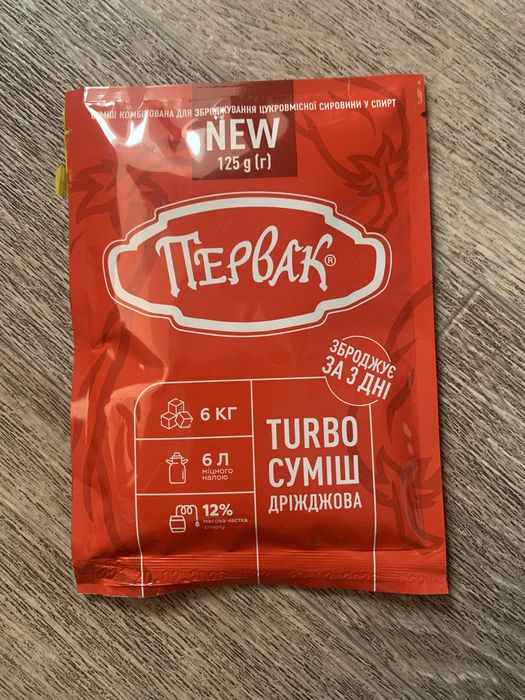 СУМІШ КОМБІНОВАНА ДЛЯ ЗБРОДЖУВАННЯ ЦУКРОВМІСНОЇ СИРОВИНИ У СПИРТ
NEW
125 g (г)
ПЕРВАК®
ЗБРОДЖУЄ
ЗА 3 ДНІ
6 КГ
6 Л
міцного
напою
12%
масова частка
спирту
TURBO
СУМІШ
ДРІЖДЖОВА